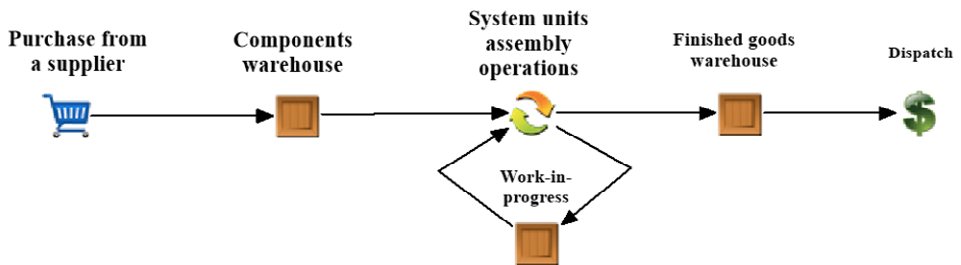 Purchase from
a supplier
Components
warehouse
System units
assembly
operations
Finished goods
warehouse
Dispatch
Work-in-
progress